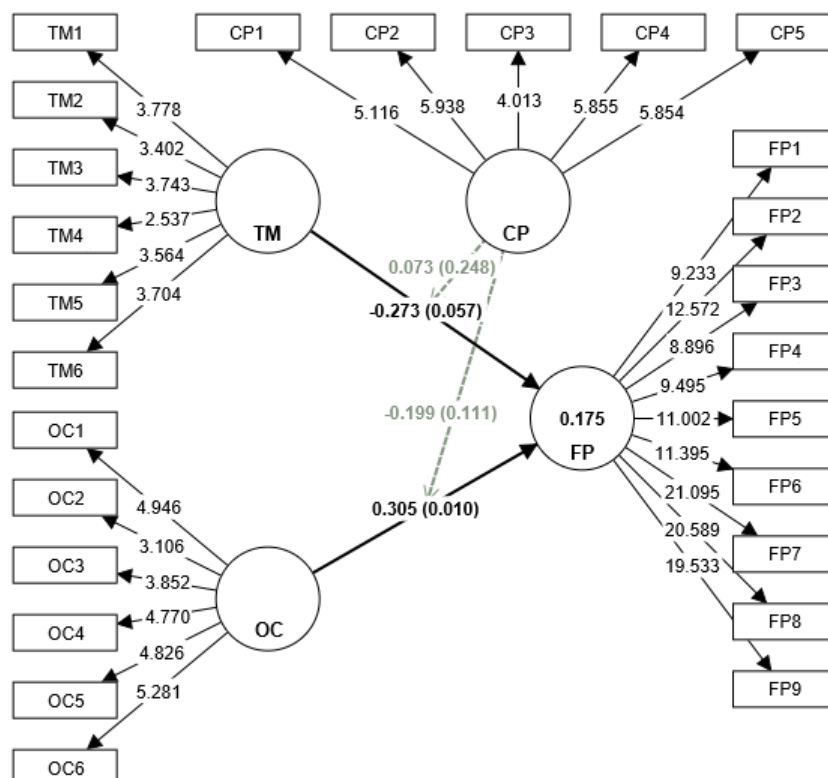 TM1
CP1
CP2
CP3
CP4
CP5
TM2
TM3
TM4
TM5
TM6
3.778
3.402
3.743
2.537
3.564
3.704
TM
5.116
5.938
4.013
5.855
5.854
CP
0.073 (0.248)
-0.273 (0.057)
-0.199 (0.111)
0.305 (0.010)
OC1
OC2
OC3
OC4
OC5
OC6
4.946
3.106
3.852
4.770
4.826
5.281
OC
0.175
FP
9.233
12.572
8.896
9.495
11.002
11.395
21.095
20.589
19.533
FP1
FP2
FP3
FP4
FP5
FP6
FP7
FP8
FP9